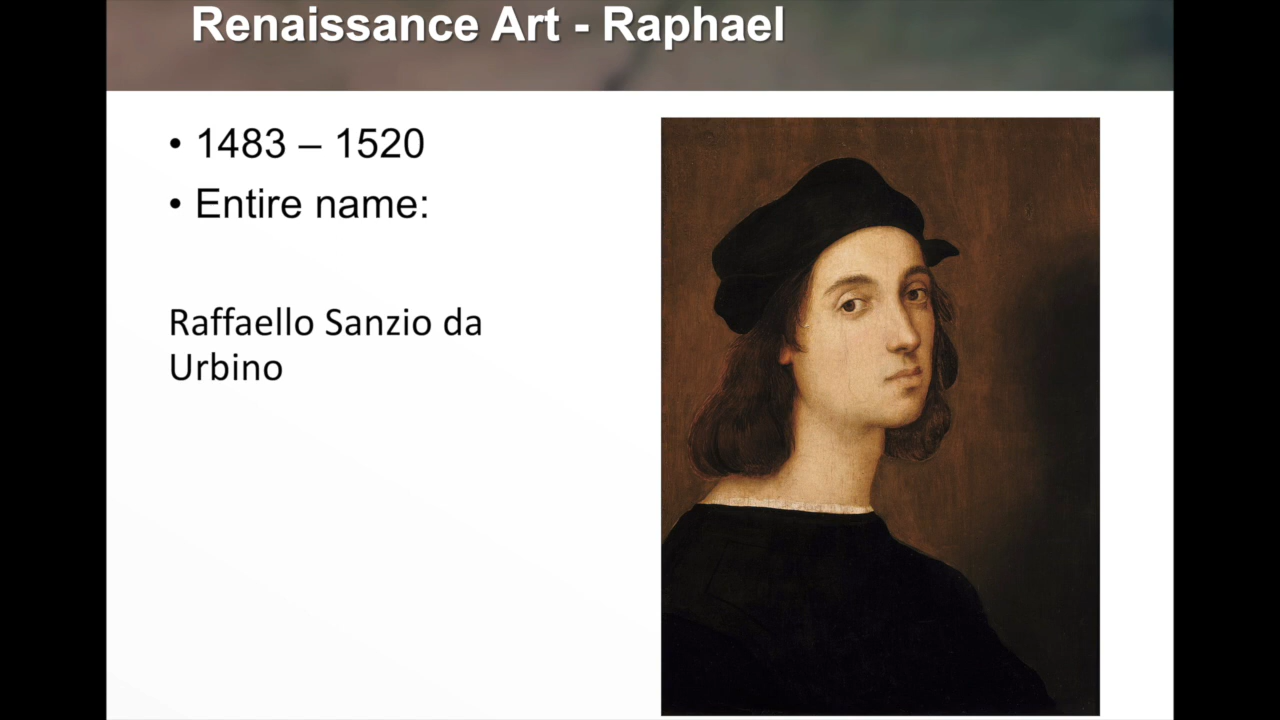 Renaissance Art - Raphael
• 1483 – 1520
• Entire name:
Raffaello Sanzio da
Urbino